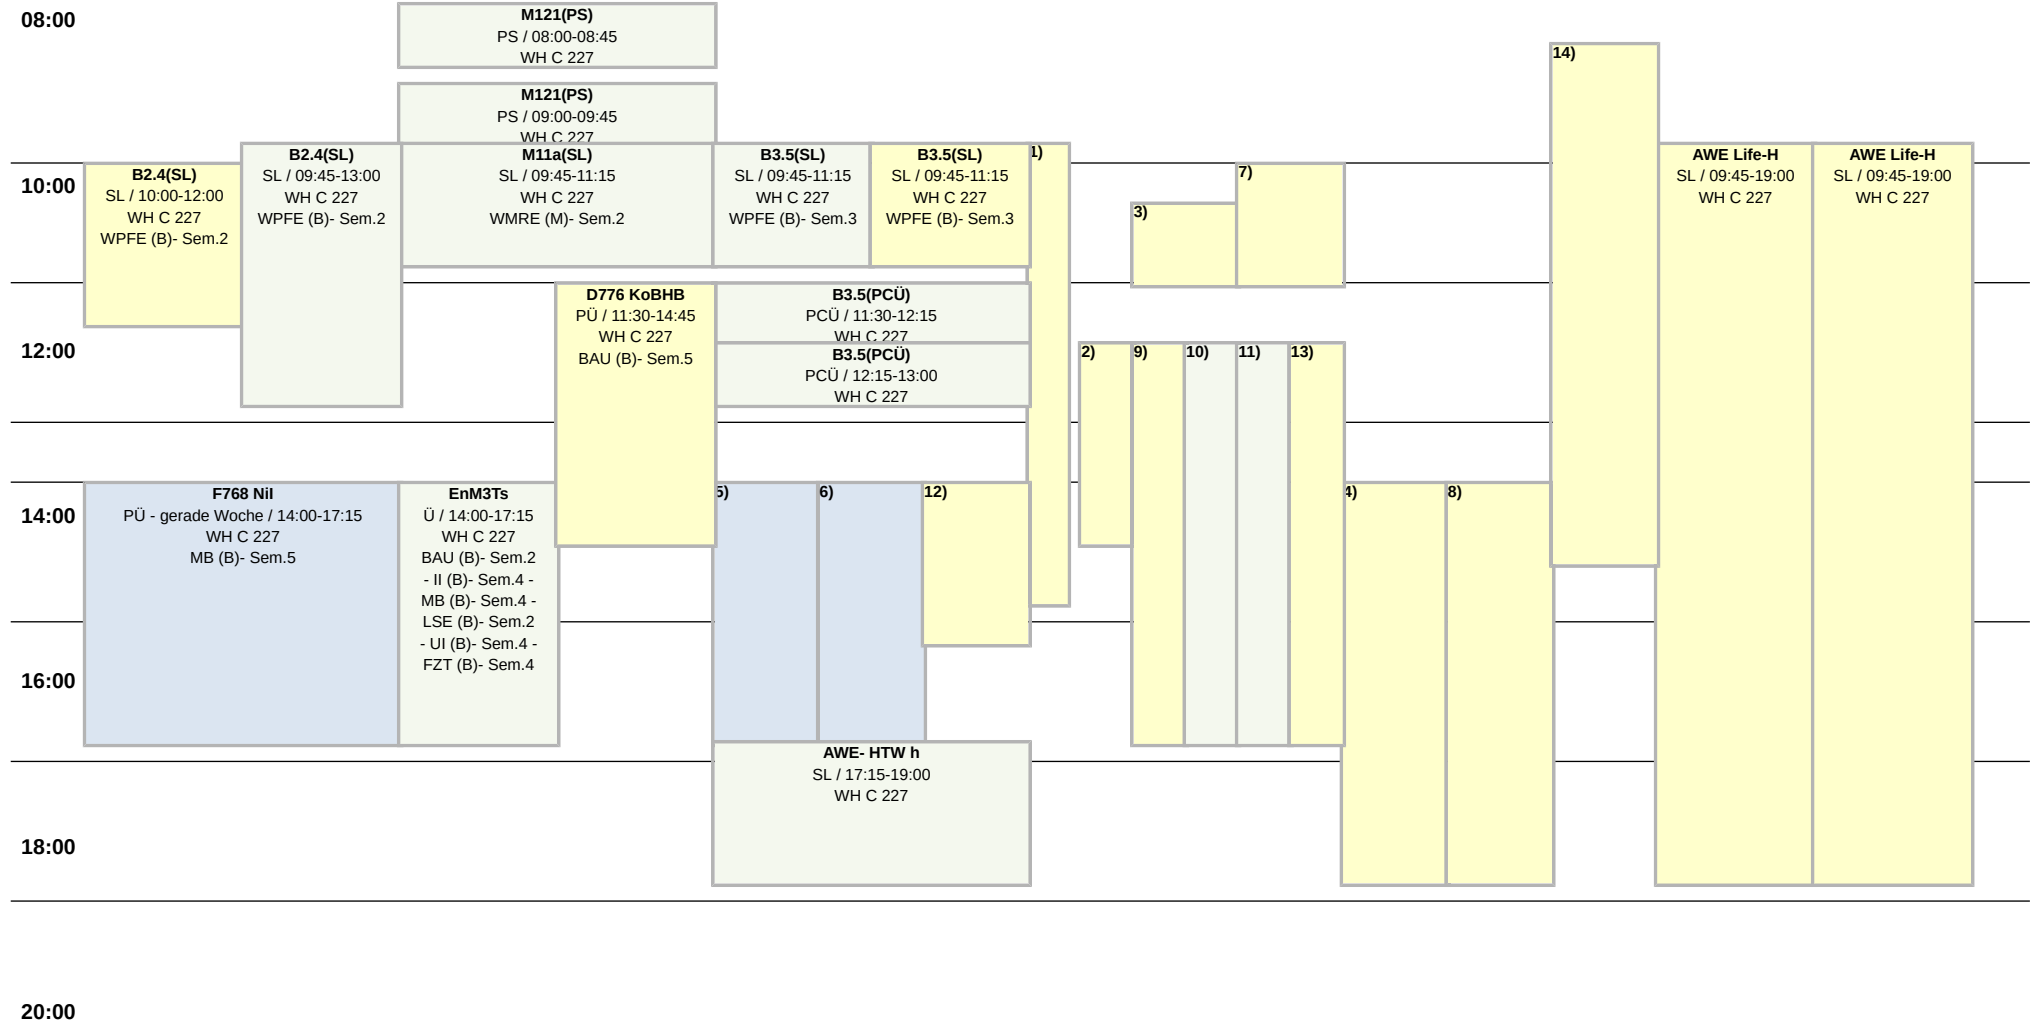 08:00
M121(PS)
PS / 08:00-08:45
WH C 227
14)
M121(PS)
PS / 09:00-09:45
WH C 227
10:00
B2.4(SL)
SL / 10:00-12:00
WH C 227
WPFE (B)- Sem.2
B2.4(SL)
SL / 09:45-13:00
WH C 227
WPFE (B)- Sem.2
M11a(SL)
SL / 09:45-11:15
WH C 227
WMRE (M)- Sem.2
B3.5(SL)
SL / 09:45-11:15
WH C 227
WPFE (B)- Sem.3
B3.5(SL)
SL / 09:45-11:15
WH C 227
WPFE (B)- Sem.3
1)
3)
7)
AWE Life-H
SL / 09:45-19:00
WH C 227
AWE Life-H
SL / 09:45-19:00
WH C 227
D776 KoBHB
PÜ / 11:30-14:45
WH C 227
BAU (B)- Sem.5
B3.5(PCÜ)
PCÜ / 11:30-12:15
WH C 227
12:00
B3.5(PCÜ)
PCÜ / 12:15-13:00
WH C 227
2)
9)
10)
11)
13)
14:00
F768 NiI
PÜ - gerade Woche / 14:00-17:15
WH C 227
MB (B)- Sem.5
EnM3Ts
Ü / 14:00-17:15
WH C 227
BAU (B)- Sem.2
- II (B)- Sem.4 -
MB (B)- Sem.4 -
LSE (B)- Sem.2
- UI (B)- Sem.4 -
FZT (B)- Sem.4
5)
6)
12)
4)
8)
16:00
AWE- HTW h
SL / 17:15-19:00
WH C 227
18:00
20:00